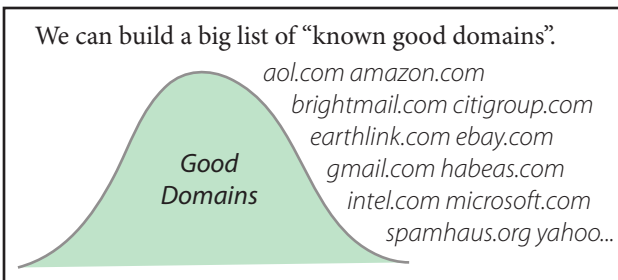 We can build a big list of “known good domains”.
aol.com amazon.com
brightmail.com citigroup.com
earthlink.com ebay.com
gmail.com habeas.com
intel.com microsoft.com
spamhaus.org yahoo...
Good
Domains